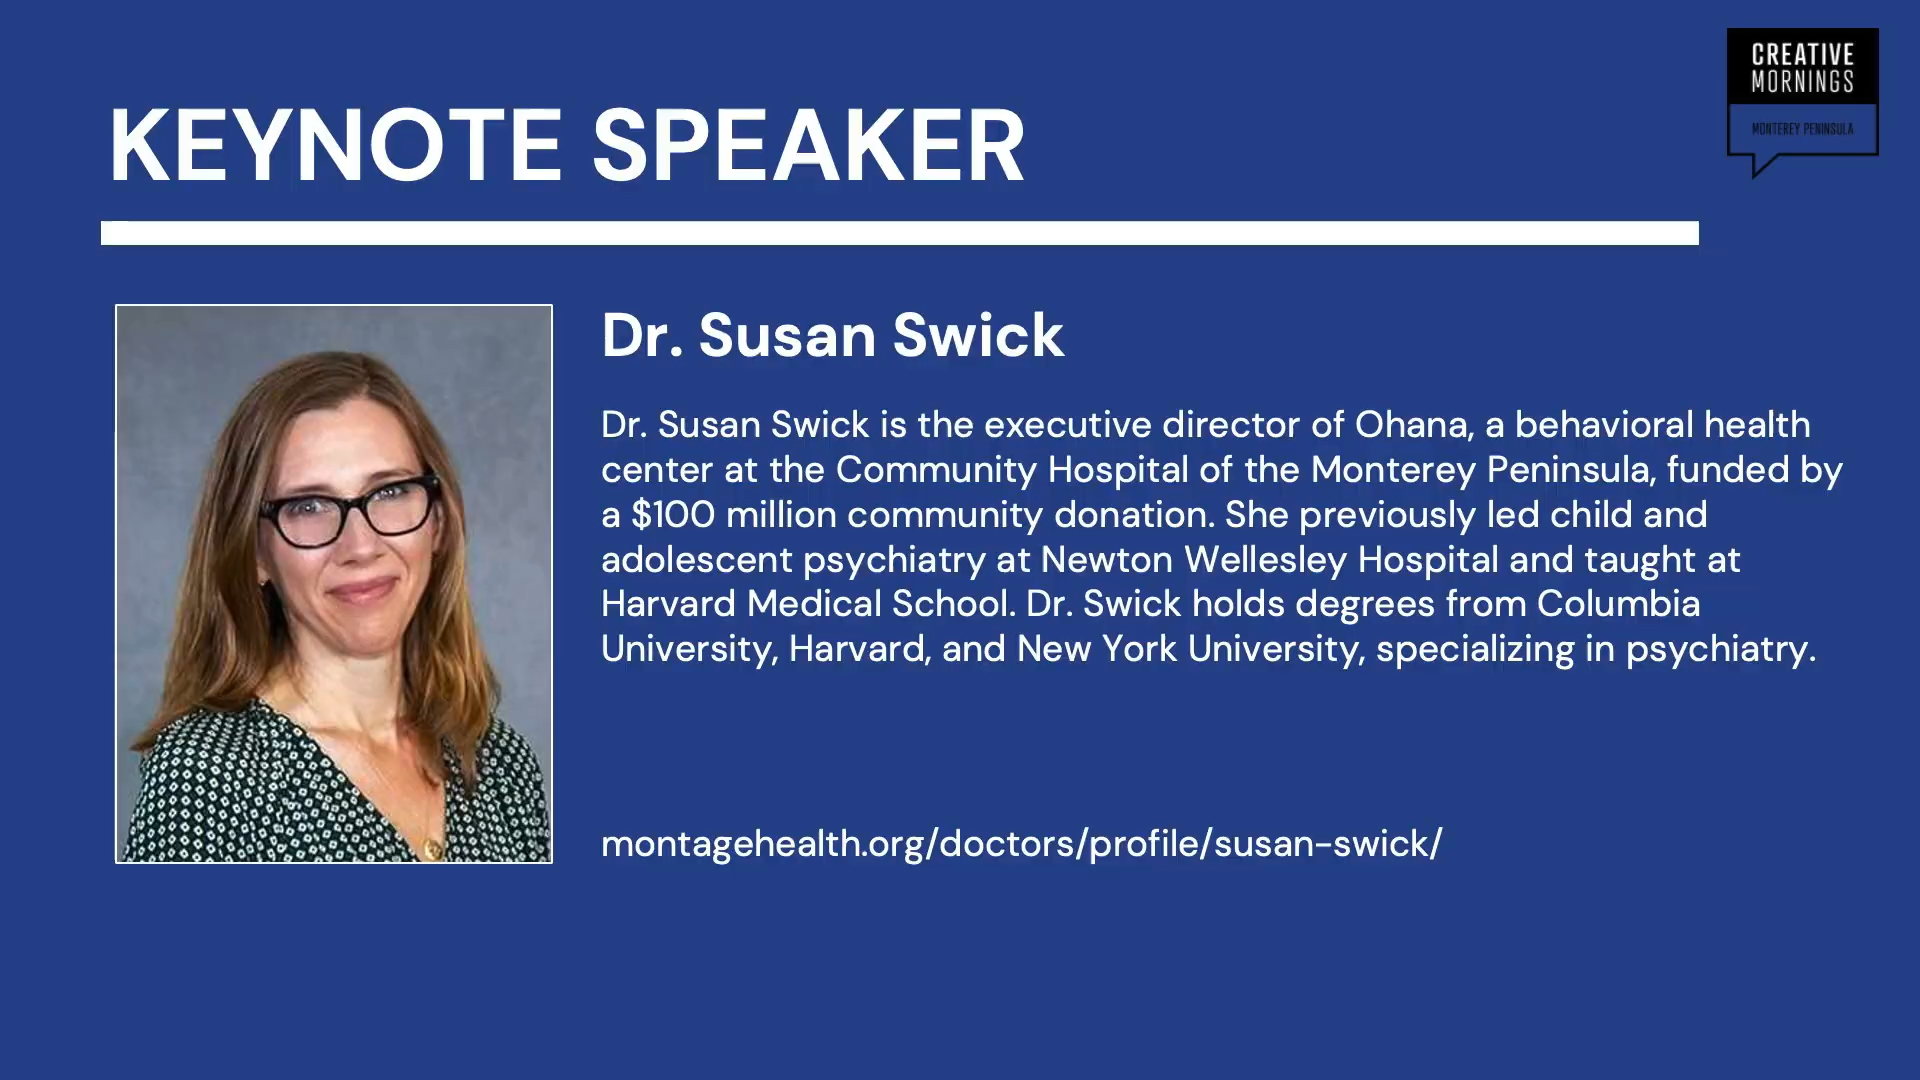 CREATIVE
MORNINGS
MONTEREY PENINSULA
KEYNOTE SPEAKER
Dr. Susan Swick
Dr. Susan Swick is the executive director of Ohana, a behavioral health
center at the Community Hospital of the Monterey Peninsula, funded by
a $100 million community donation. She previously led child and
adolescent psychiatry at Newton Wellesley Hospital and taught at
Harvard Medical School. Dr. Swick holds degrees from Columbia
University, Harvard, and New York University, specializing in psychiatry.
montagehealth.org/doctors/profile/susan-swick/